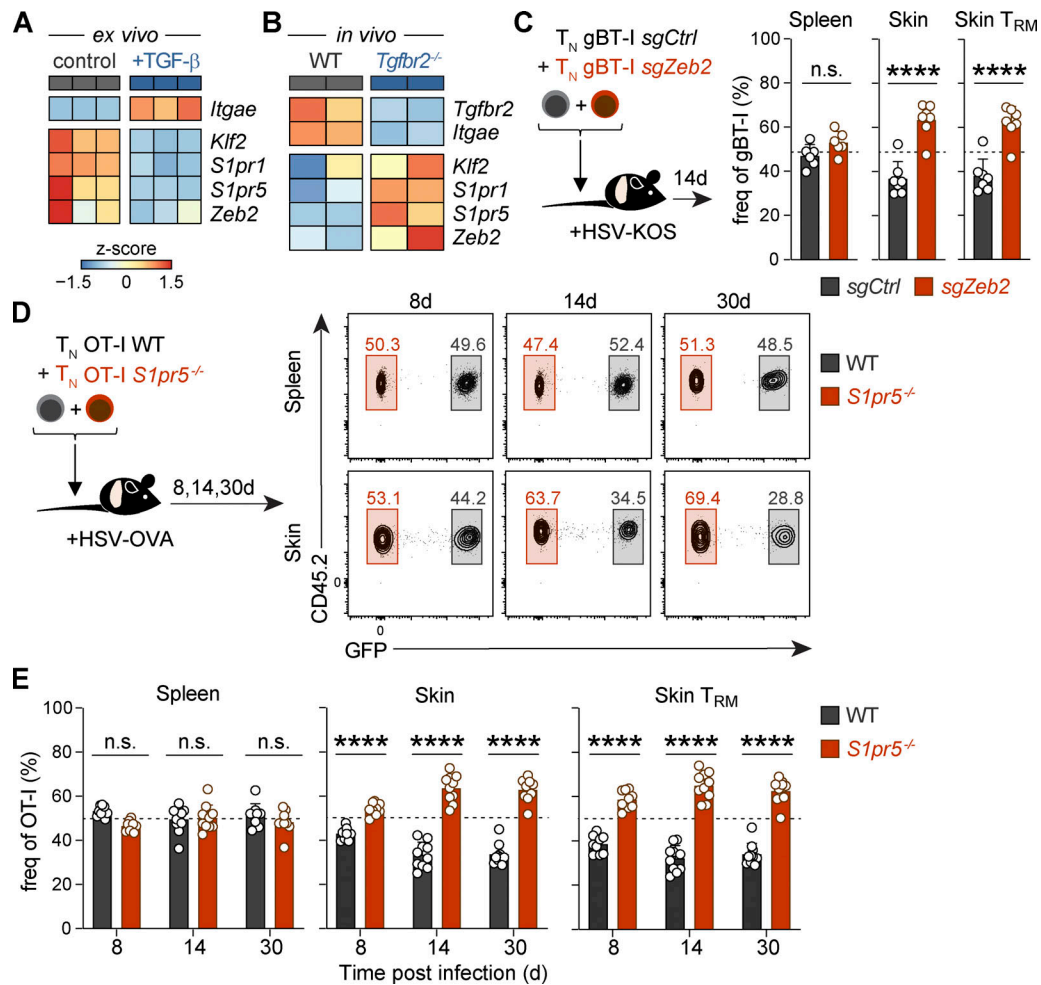 A
ex vivo
control
+TGF-β
Itgae
Klf2
S1pr1
S1pr5
Zeb2
z-score
−1.5 0 1.5
B
in vivo
WT
Tgfbr2-/-
Tgfbr2
Itgae
Klf2
S1pr1
S1pr5
Zeb2
C
TN gBT-I sgCtrl
+ TN gBT-I sgZeb2
+
14d
+HSV-KOS
Spleen
Skin
Skin TRM
freq of gBT-I (%)
100
80
60
40
20
0
n.s.
****
****
sgCtrl
sgZeb2
D
TN OT-I WT
+ TN OT-I S1pr5-/-
+
8,14,30d
+HSV-OVA
8d
14d
30d
Spleen
50.3 49.6
47.4 52.4
51.3 48.5
Skin
53.1 44.2
63.7 34.5
69.4 28.8
CD45.2
0
0
GFP
WT
S1pr5-/-
E
Spleen
Skin
Skin TRM
freq of OT-I (%)
100
80
60
40
20
0
n.s. n.s. n.s.
**** **** ****
**** **** ****
8 14 30
8 14 30
8 14 30
Time post infection (d)
WT
S1pr5-/-